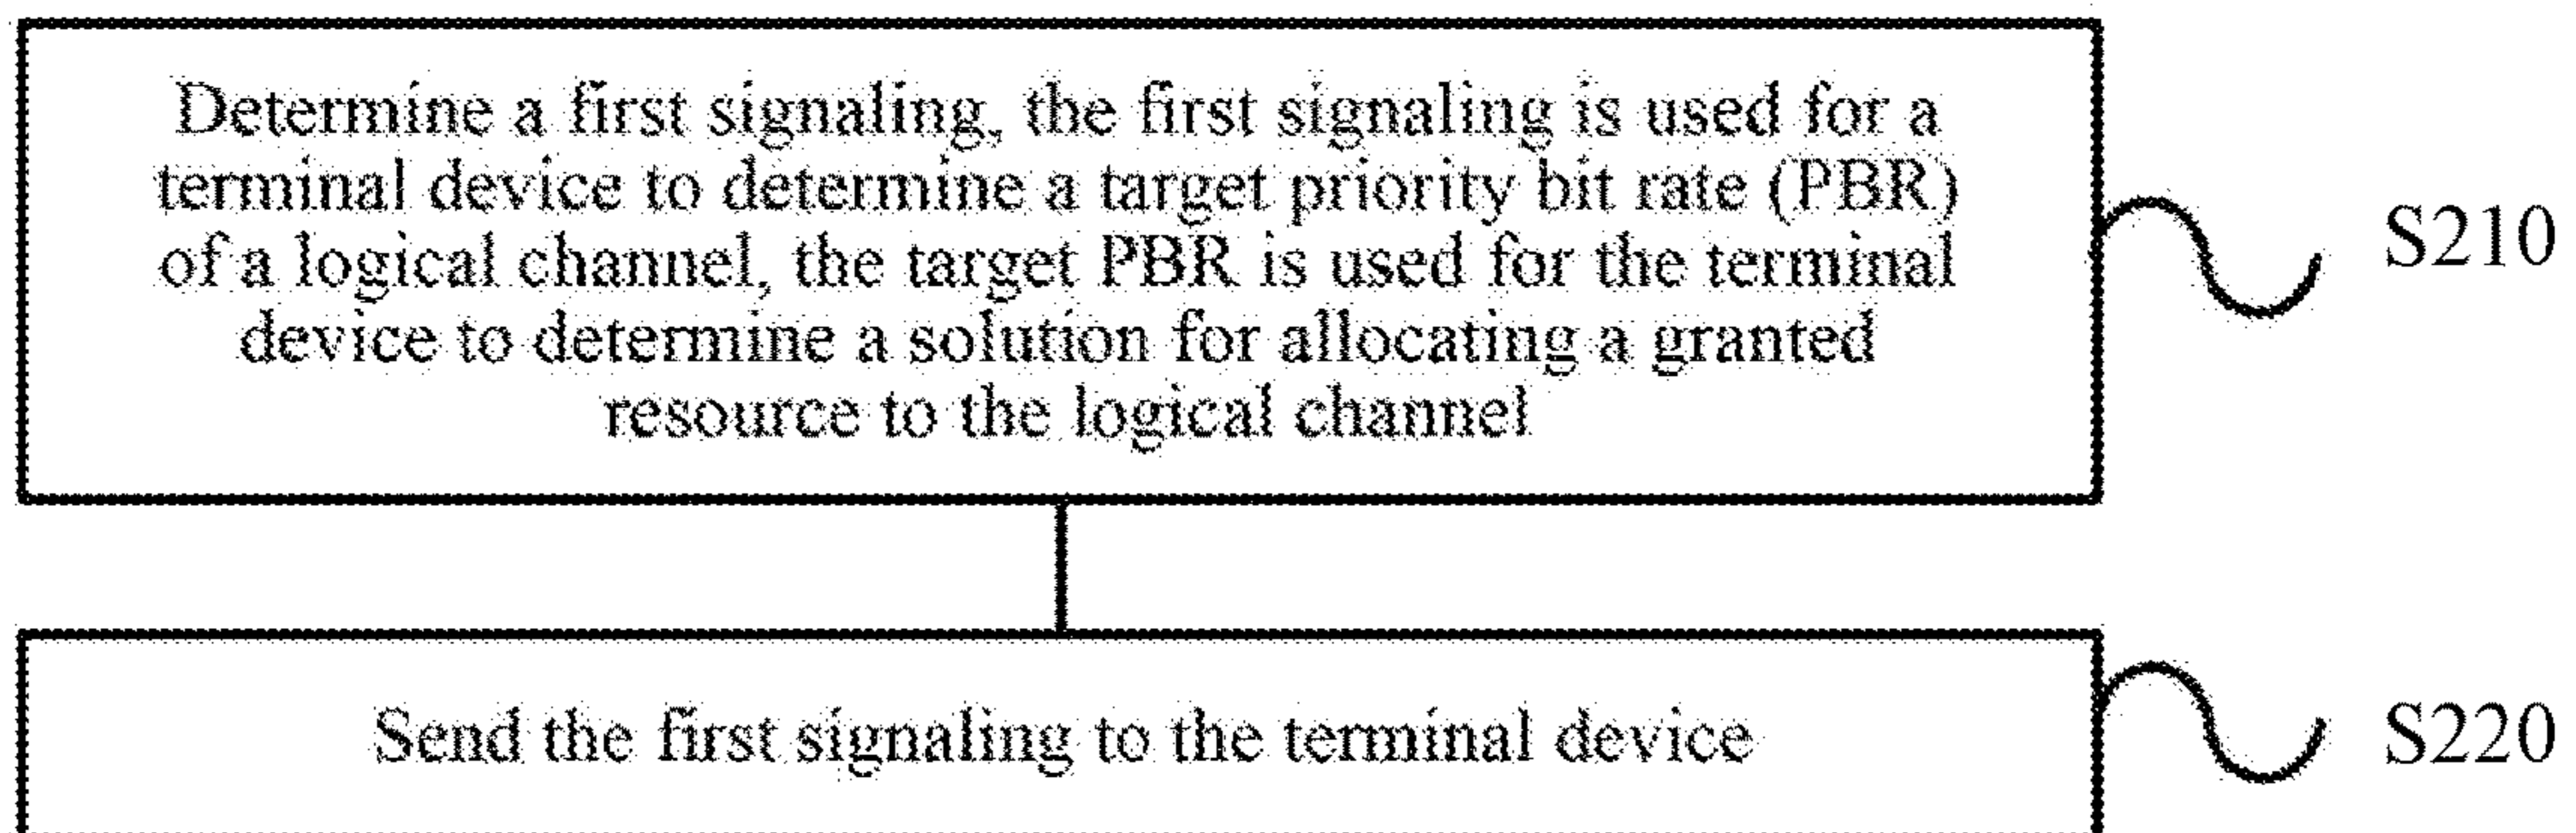 Determine a first signaling, the first signaling is used for a
terminal device to determine a target priority bit rate (PBR)
of a logical channel, the target PBR is used for the terminal
device to determine a solution for allocating a granted
resource to the logical channel
S210
Send the first signaling to the terminal device
S220